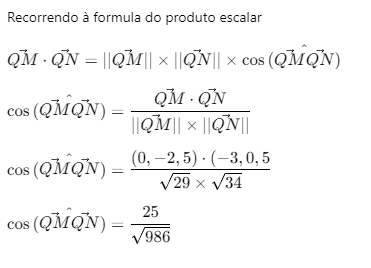 Recorrendo à formula do produto escalar
$\vec{QM} \cdot \vec{QN} = ||\vec{QM}|| \times ||\vec{QN}|| \times \cos{(\hat{\vec{QM}\vec{QN}})}$
$\cos{(\hat{\vec{QM}\vec{QN}})} = \frac{\vec{QM} \cdot \vec{QN}}{||\vec{QM}|| \times ||\vec{QN}||}$
$\cos{(\hat{\vec{QM}\vec{QN}})} = \frac{(0,-2,5) \cdot (-3,0,5}{\sqrt{29} \times \sqrt{34}}$
$\cos{(\hat{\vec{QM}\vec{QN}})} = \frac{25}{\sqrt{986}}$